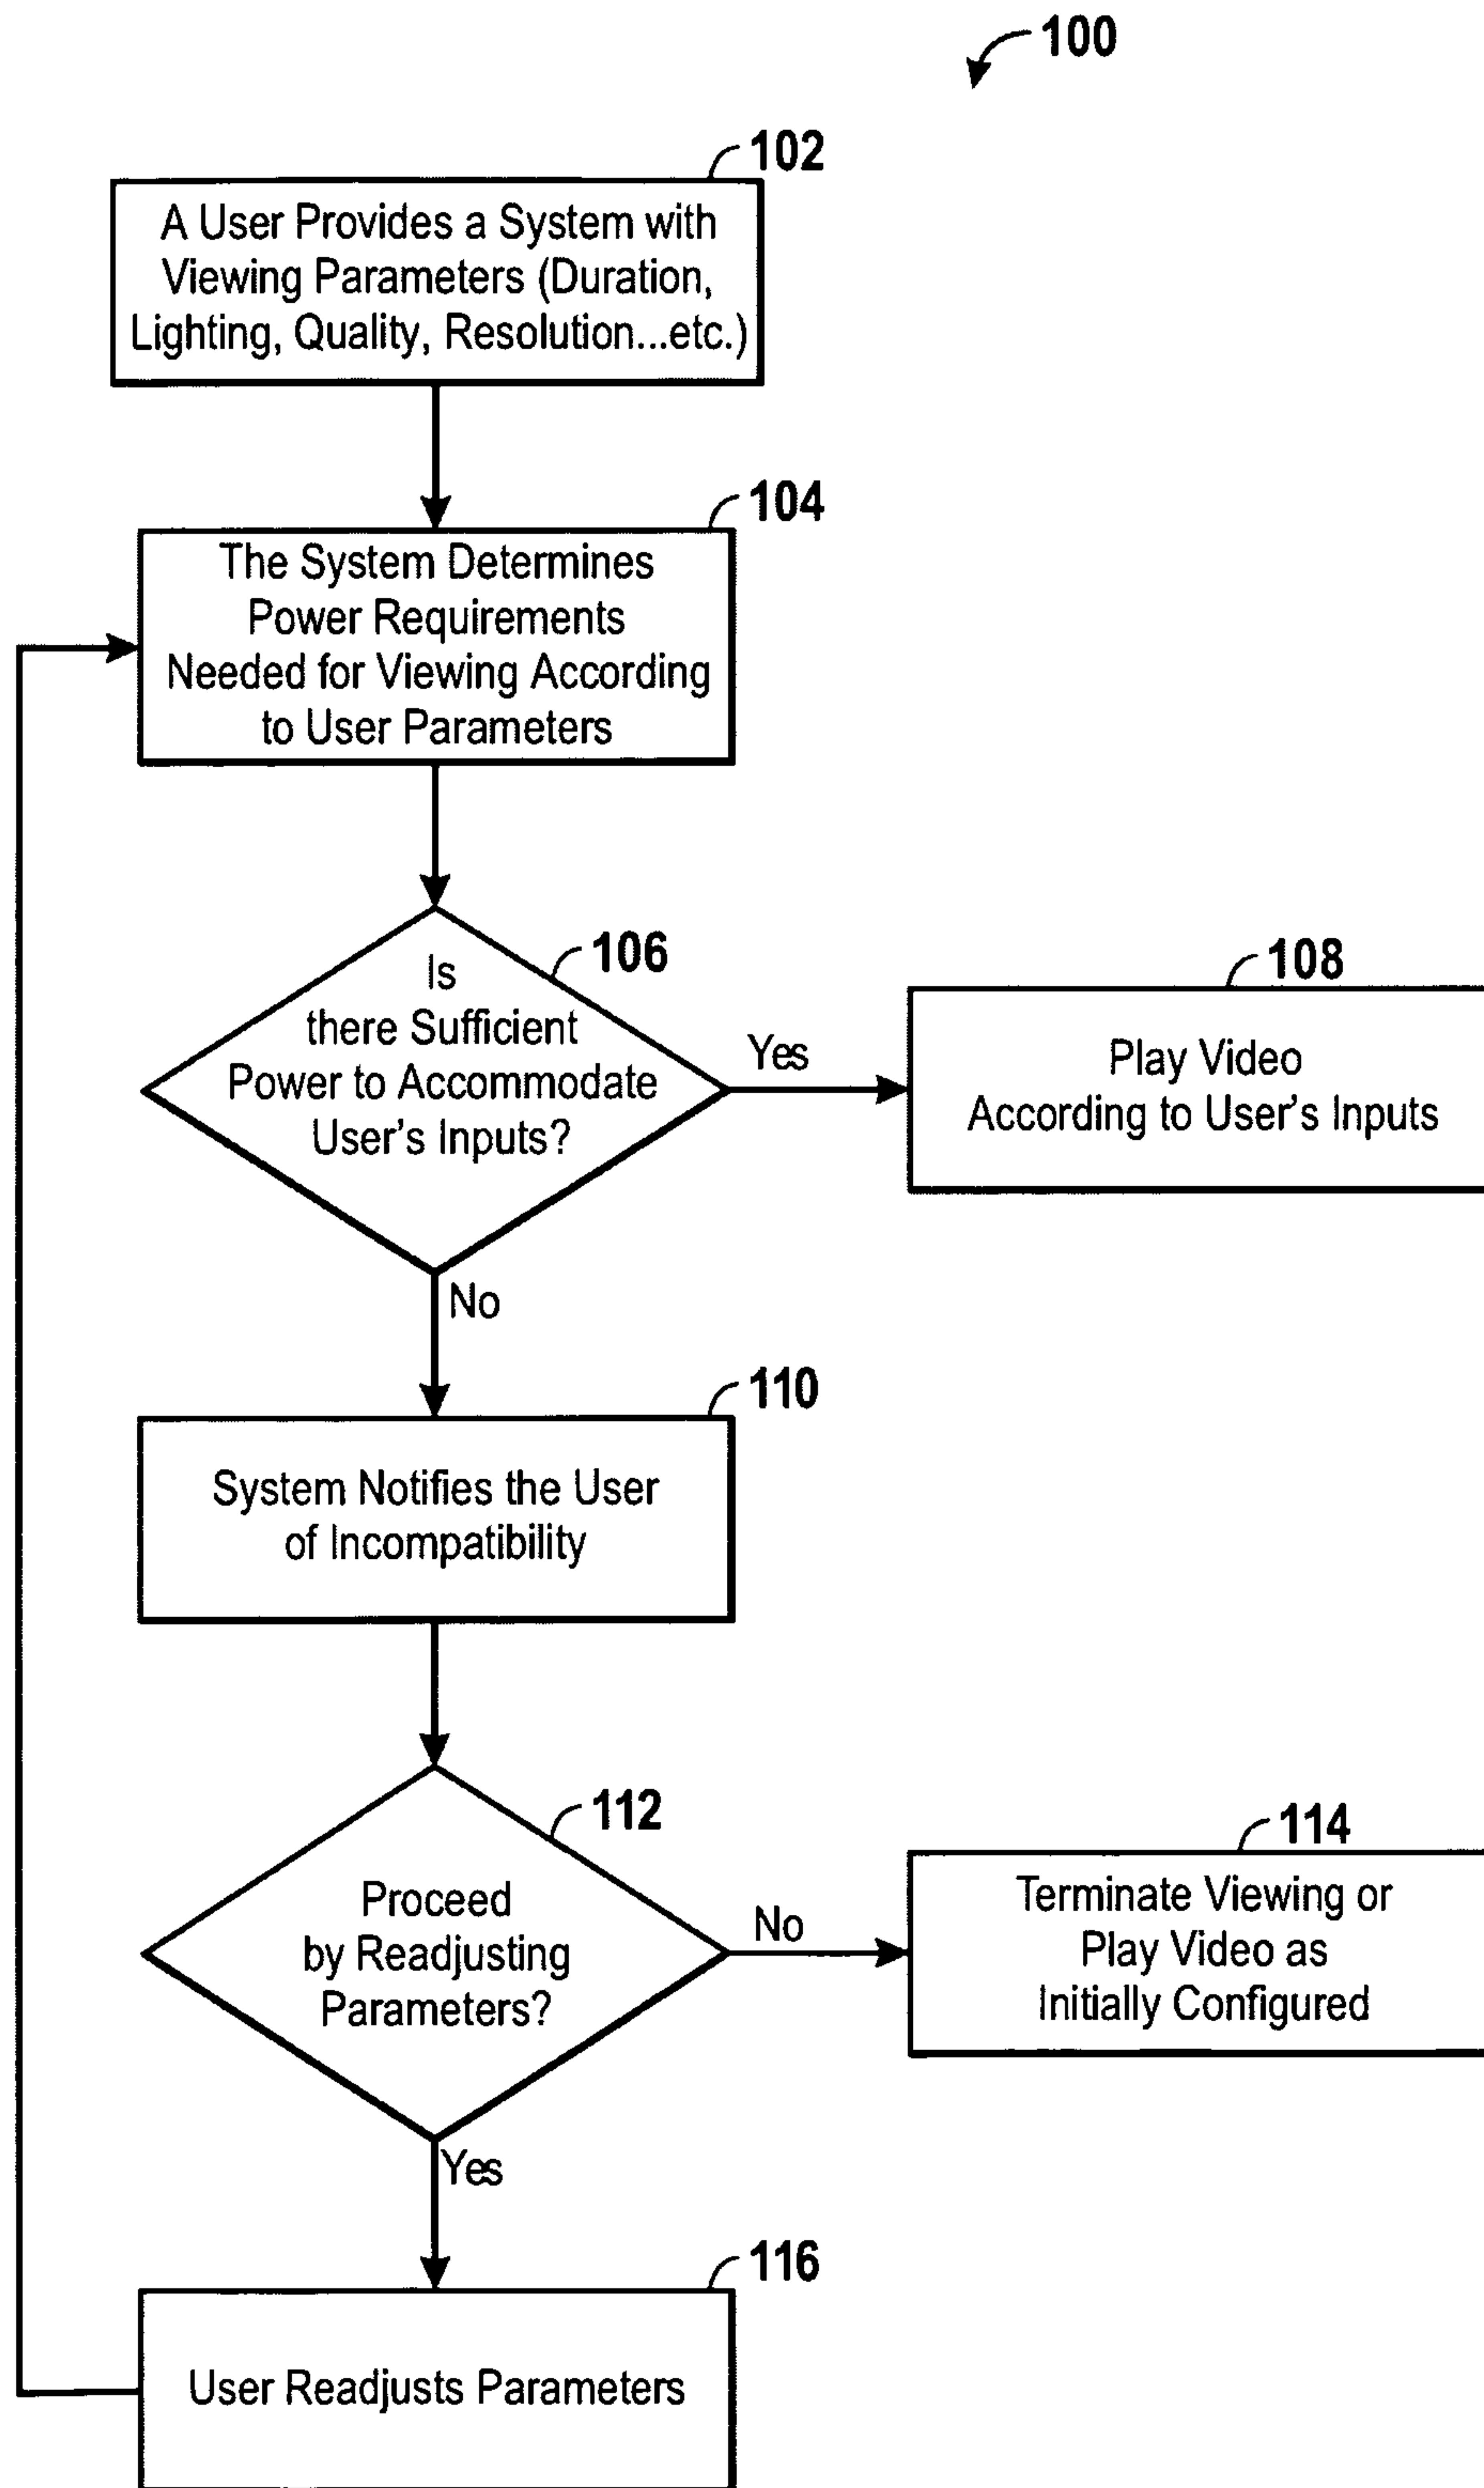 100
102
A User Provides a System with
Viewing Parameters (Duration,
Lighting, Quality, Resolution...etc.)
104
The System Determines
Power Requirements
Needed for Viewing According
to User Parameters
106
Is
there Sufficient
Power to Accommodate
User's Inputs?
Yes
108
Play Video
According to User's Inputs
No
110
System Notifies the User
of Incompatibility
112
Proceed
by Readjusting
Parameters?
No
114
Terminate Viewing or
Play Video as
Initially Configured
Yes
116
User Readjusts Parameters